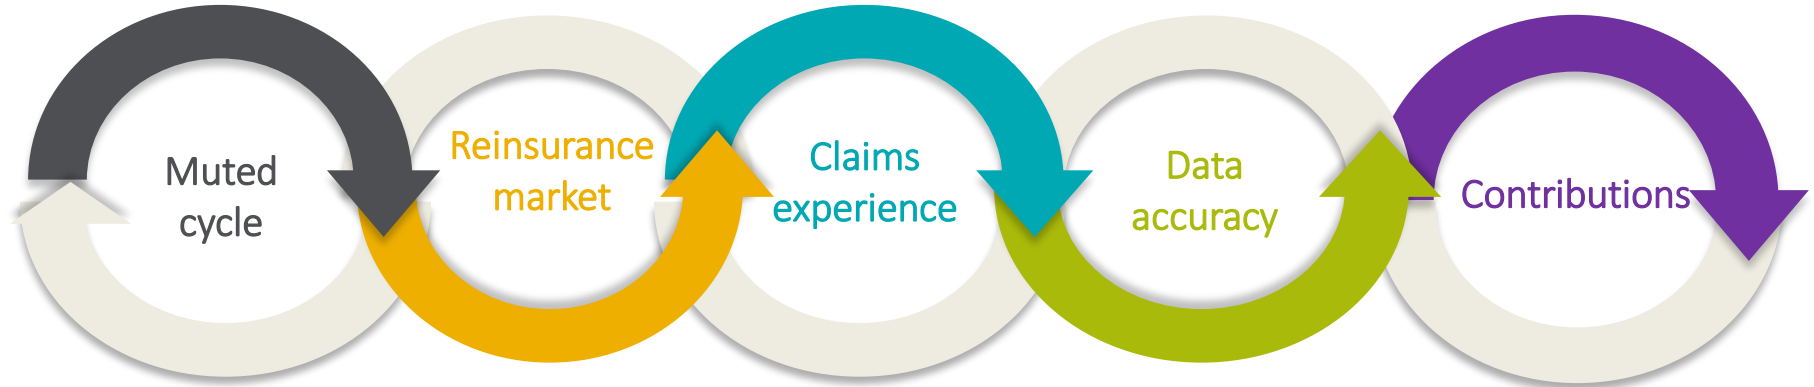 Muted
cycle
Reinsurance
market
Claims
experience
Data
accuracy
Contributions